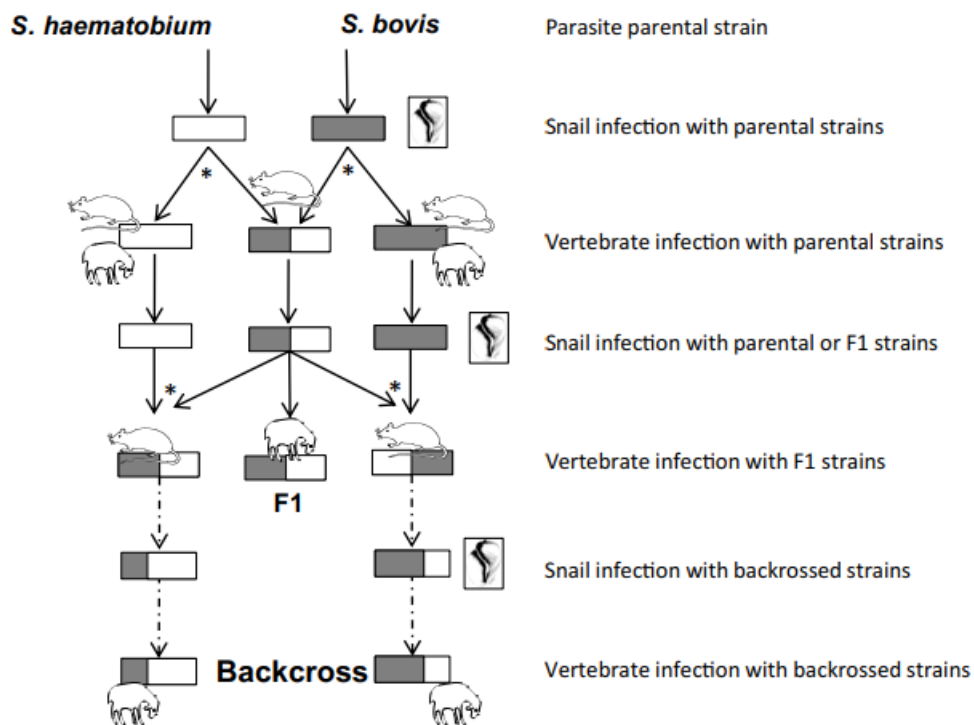 S. haematobium S. bovis Parasite parental strain
Snail infection with parental strains
* *
Vertebrate infection with parental strains
Snail infection with parental or F1 strains
* *
Vertebrate infection with F1 strains
F1
Snail infection with backrossed strains
Backcross Vertebrate infection with backrossed strains